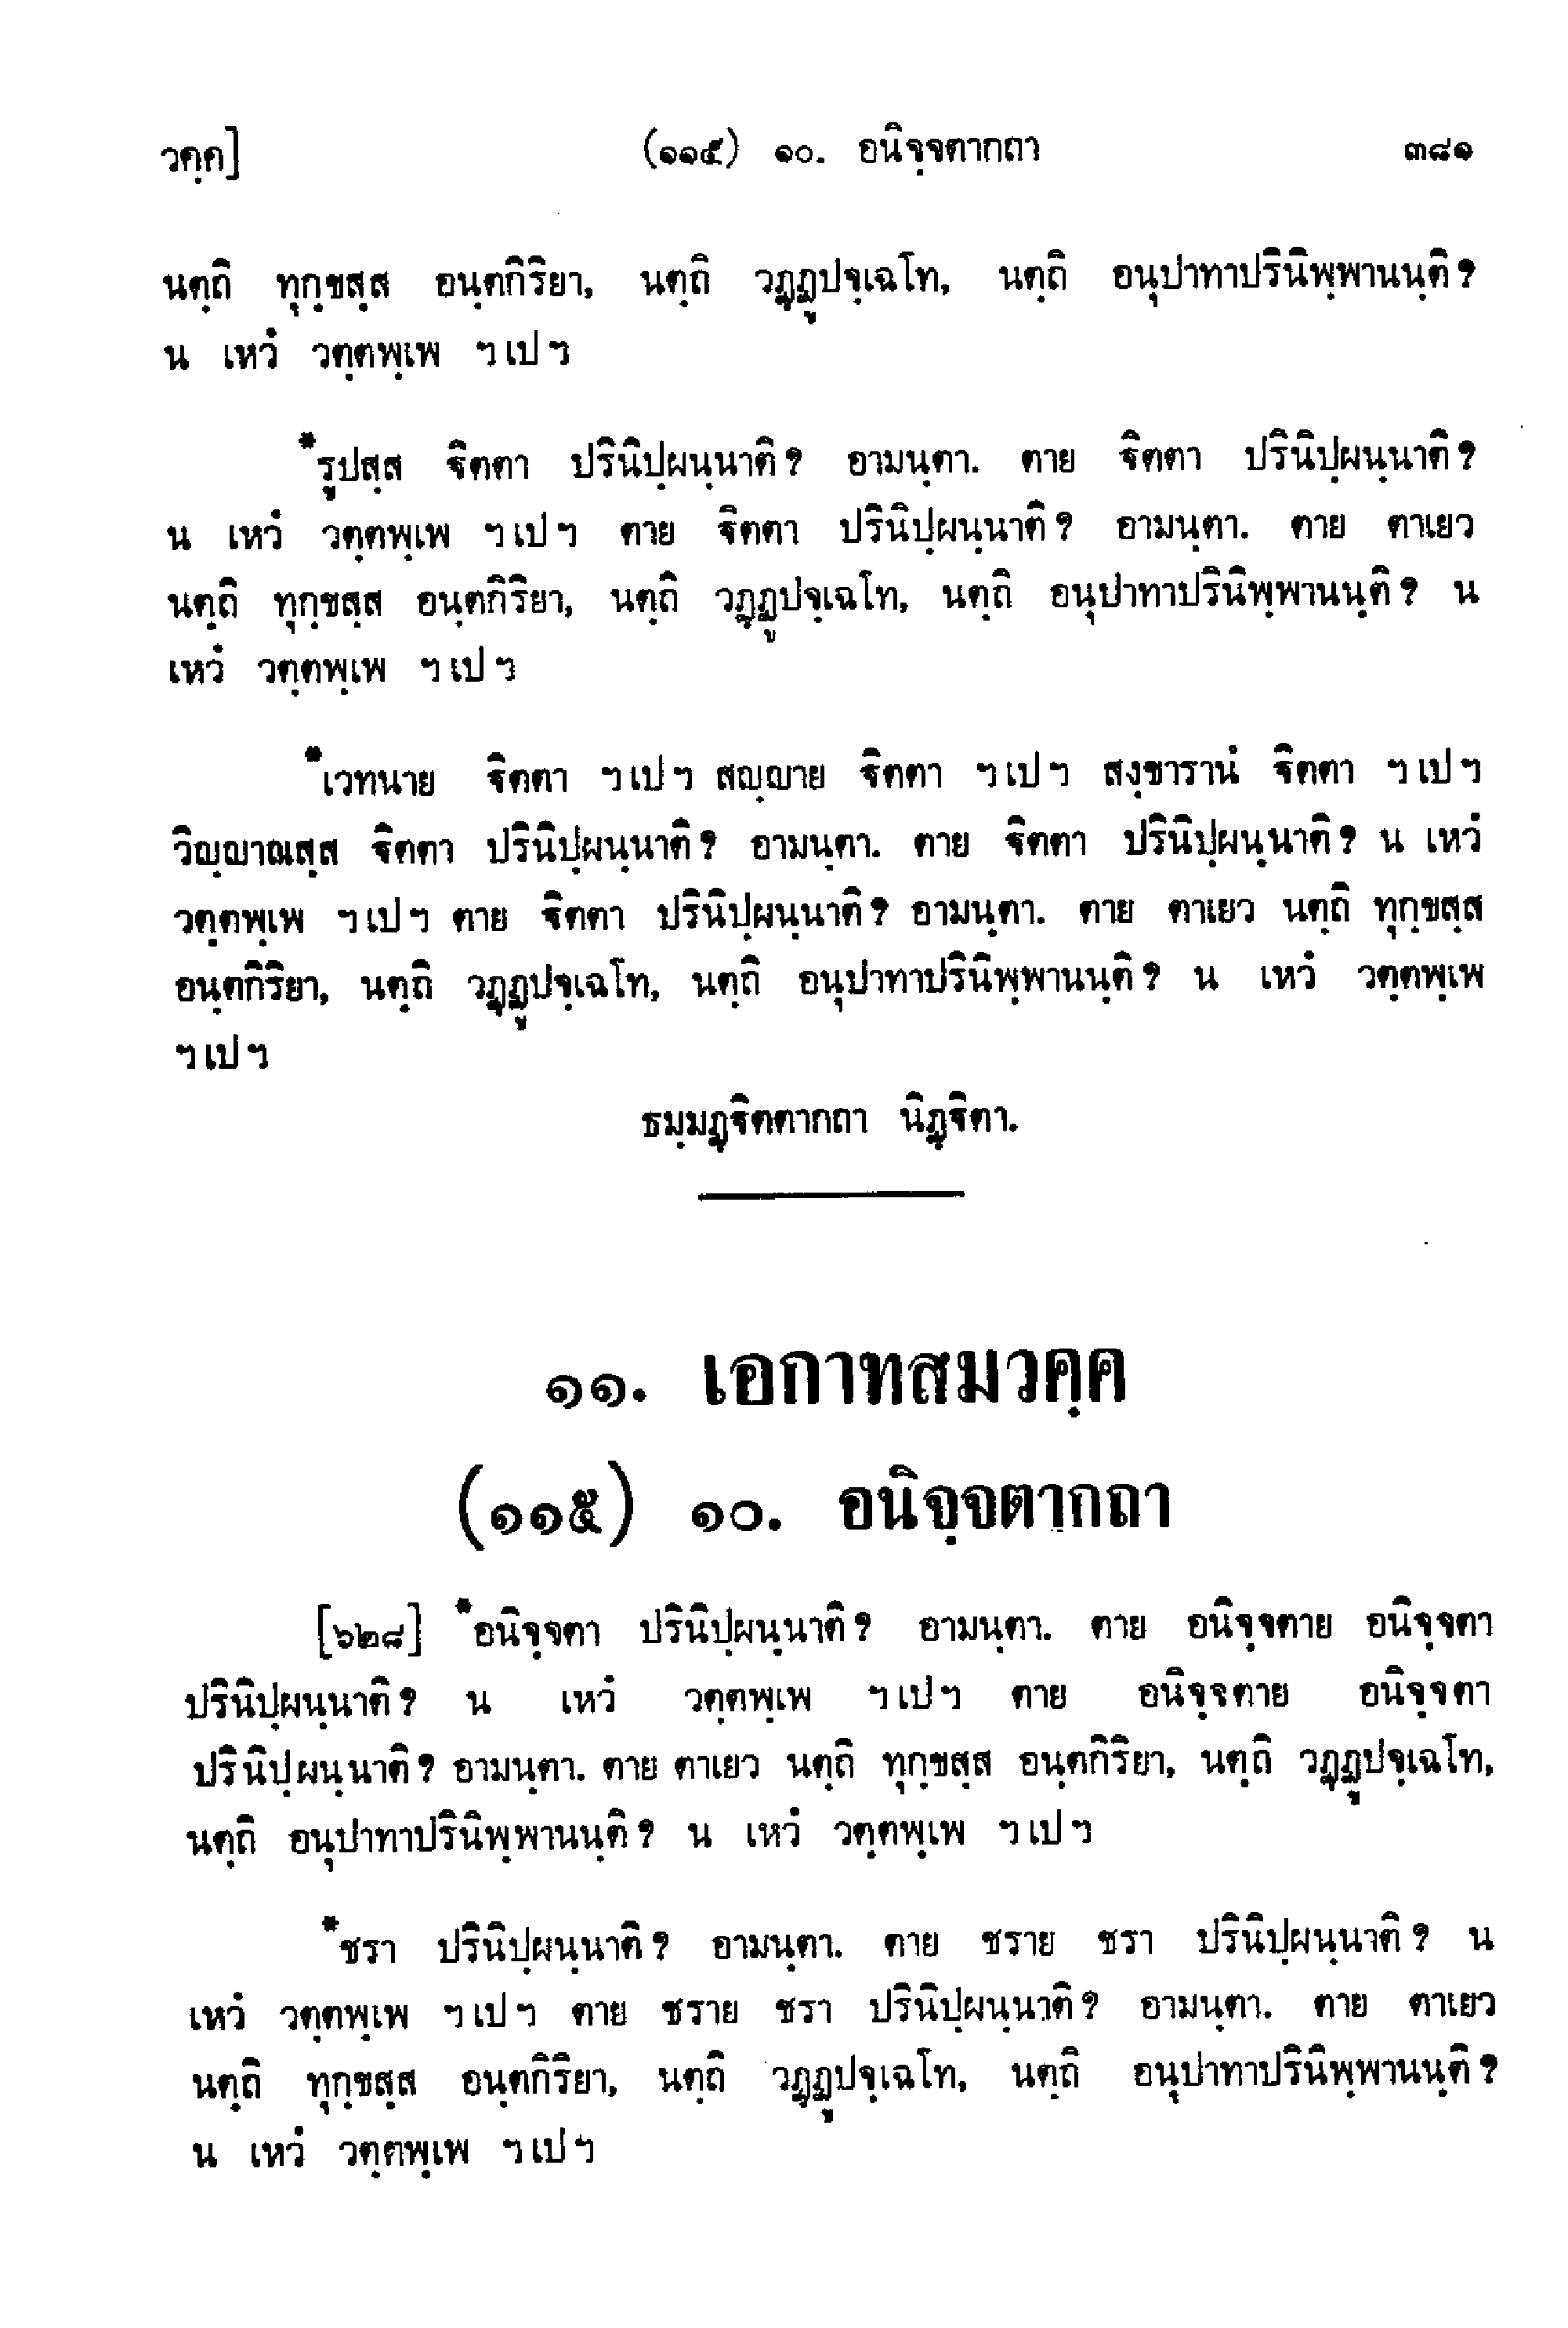 วคฺค]
(๑๑๕) ๑๐. อนิจฺจตากถา
๓๘๑
นตฺถิ ทุกฺขสฺส อนฺตกิริยา, นตฺถิ วฏฺฏูปจฺเฉโท, นตฺถิ อนุปาทาปรินิพฺพานนฺติ?
น เหวํ วตฺตพฺเพ ฯเปฯ
*รูปสฺส ฐิตตา ปรินิปฺผนฺนาติ? อามนฺตา. ตาย ฐิตตา ปรินิปฺผนฺนาติ?
น เหวํ วตฺตพฺเพ ฯเปฯ ตาย ฐิตตา ปรินิปฺผนฺนาติ? อามนฺตา. ตาย ตาเยว
นตฺถิ ทุกฺขสฺส อนฺตกิริยา, นตฺถิ วฏฺฏูปจฺเฉโท, นตฺถิ อนุปาทาปรินิพฺพานนฺติ? น
เหวํ วตฺตพฺเพ ฯเปฯ
*เวทนาย ฐิตตา ฯเปฯ สญฺญาย ฐิตตา ฯเปฯ สงฺขารานํ ฐิตตา ฯเปฯ
วิญฺญาณสฺส ฐิตตา ปรินิปฺผนฺนาติ? อามนฺตา. ตาย ฐิตตา ปรินิปฺผนฺนาติ? น เหวํ
วตฺตพฺเพ ฯเปฯ ตาย ฐิตตา ปรินิปฺผนฺนาติ? อามนฺตา. ตาย ตาเยว นตฺถิ ทุกฺขสฺส
อนฺตกิริยา, นตฺถิ วฏฺฏูปจฺเฉโท, นตฺถิ อนุปาทาปรินิพฺพานนฺติ? น เหวํ วตฺตพฺเพ
ฯเปฯ
ธมฺมฏฺฐิตตากถา นิฏฺฐิตา.
๑๑. เอกาทสมวคฺค
(๑๑๕) ๑๐. อนิจฺจตากถา
[๖๒๘] *อนิจฺจตา ปรินิปฺผนฺนาติ? อามนฺตา. ตาย อนิจฺจตาย อนิจฺจตา
ปรินิปฺผนฺนาติ? น เหวํ วตฺตพฺเพ ฯเปฯ ตาย อนิจฺจตาย อนิจฺจตา
ปรินิปฺผนฺนาติ? อามนฺตา. ตาย ตาเยว นตฺถิ ทุกฺขสฺส อนฺตกิริยา, นตฺถิ วฏฺฏูปจฺเฉโท,
นตฺถิ อนุปาทาปรินิพฺพานนฺติ? น เหวํ วตฺตพฺเพ ฯเปฯ
*ชรา ปรินิปฺผนฺนาติ? อามนฺตา. ตาย ชราย ชรา ปรินิปฺผนฺนาติ? น
เหวํ วตฺตพฺเพ ฯเปฯ ตาย ชราย ชรา ปรินิปฺผนฺนาติ? อามนฺตา. ตาย ตาเยว
นตฺถิ ทุกฺขสฺส อนฺตกิริยา, นตฺถิ วฏฺฏูปจฺเฉโท, นตฺถิ อนุปาทาปรินิพฺพานนฺติ?
น เหวํ วตฺตพฺเพ ฯเปฯ